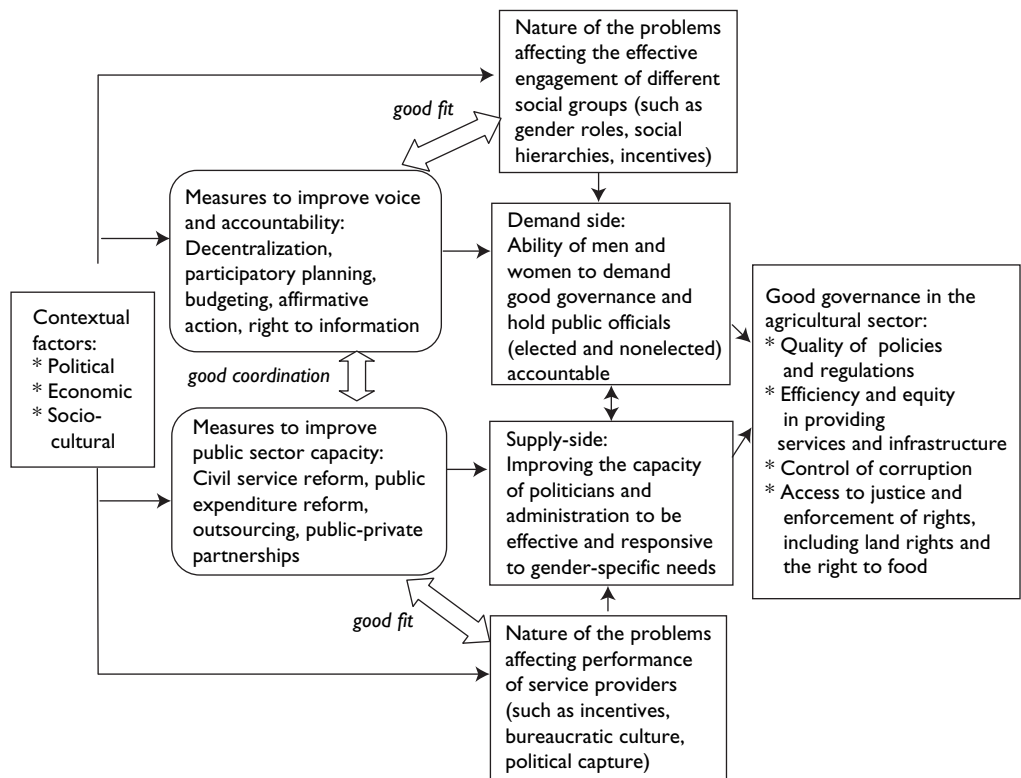 Nature of the problems
affecting the effective
engagement of different
social groups (such as
gender roles, social
hierarchies, incentives)
good fit
Measures to improve voice
and accountability:
Decentralization,
participatory planning,
budgeting, affirmative
action, right to information
Demand side:
Ability of men and
women to demand
good governance and
hold public officials
(elected and nonelected)
accountable
Contextual
factors:
* Political
* Economic
* Socio-
cultural
good coordination
Good governance in the
agricultural sector:
* Quality of policies
and regulations
* Efficiency and equity
in providing
services and infrastructure
* Control of corruption
* Access to justice and
enforcement of rights,
including land rights and
the right to food
Measures to improve
public sector capacity:
Civil service reform, public
expenditure reform,
outsourcing, public-private
partnerships
Supply-side:
Improving the capacity
of politicians and
administration to be
effective and responsive
to gender-specific needs
good fit
Nature of the problems
affecting performance
of service providers
(such as incentives,
bureaucratic culture,
political capture)